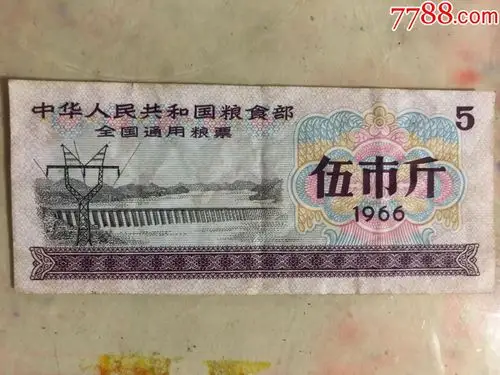 7788.com
中华人民共和国粮食部
全国通用粮票
5
伍市斤
1966